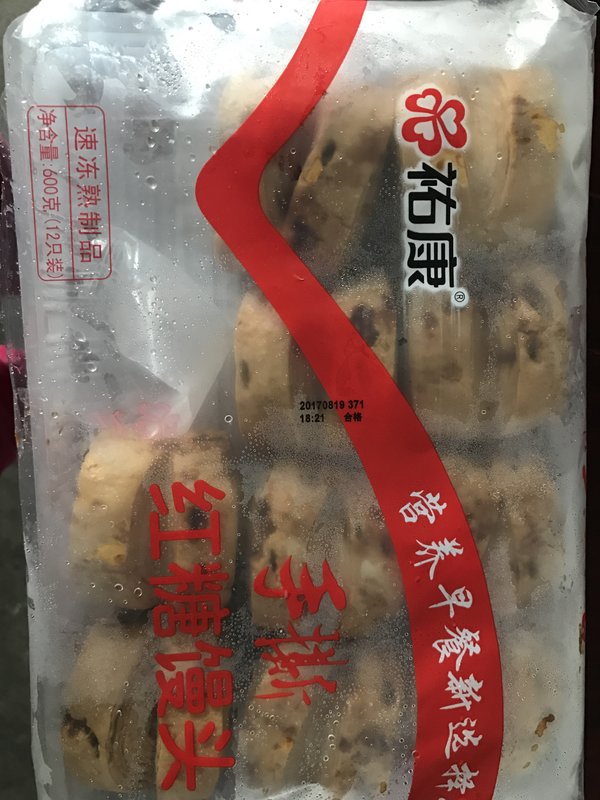 祐康®
营养早餐新选择
手撕
红糖馒头
速冻熟制品
净含量:600克(12只装)
20170819 371
18:21 合格